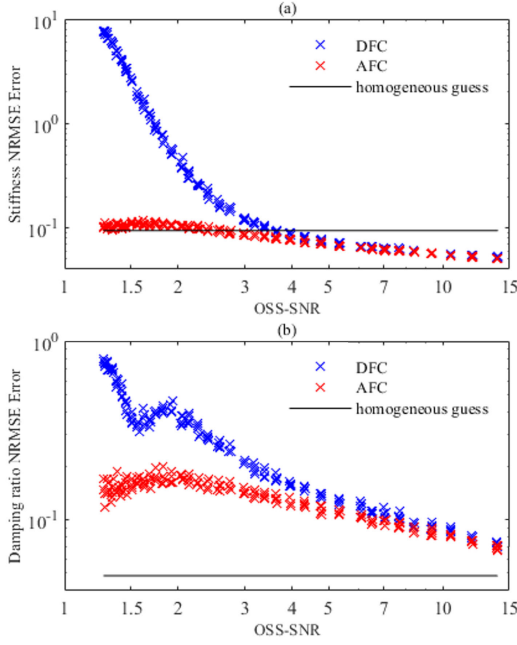 (a)
10^1
10^0
10^-1
Stiffness NRMSE Error
DFC
AFC
homogeneous guess
1 1.5 2 3 4 5 7 10 15
OSS-SNR
(b)
10^0
10^-1
Damping ratio NRMSE Error
DFC
AFC
homogeneous guess
1 1.5 2 3 4 5 7 10 15
OSS-SNR